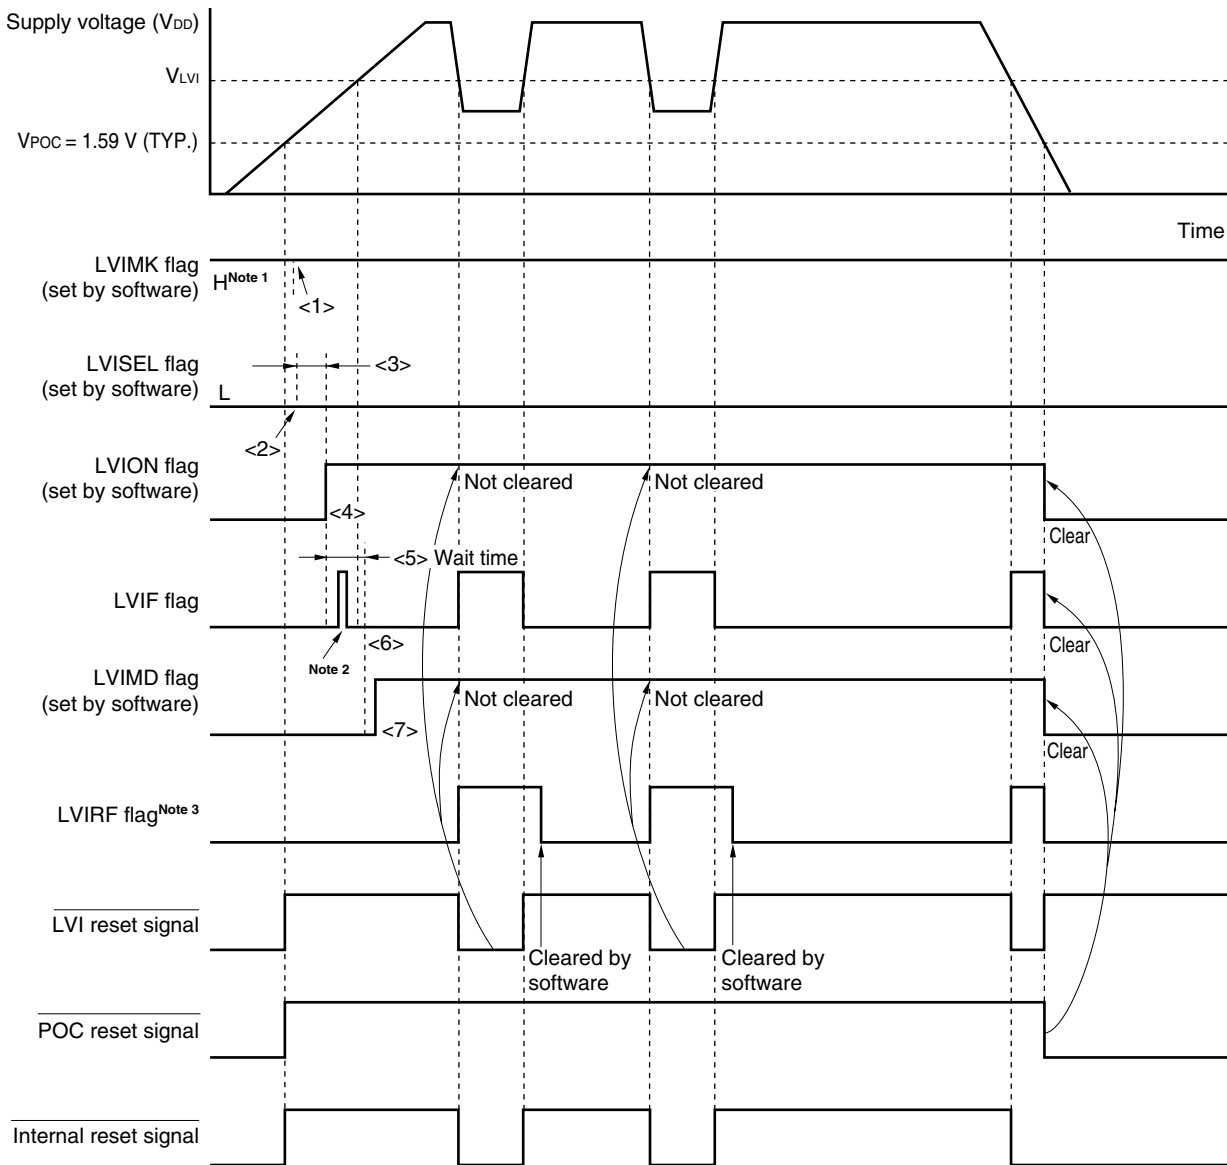 Supply voltage (VDD)
VLVI
VPOC = 1.59 V (TYP.)
Time
LVIMK flag
(set by software)
HNote 1
<1>
LVISEL flag
(set by software)
<3>
L
<2>
LVION flag
(set by software)
Not cleared
Not cleared
<4>
Clear
<5> Wait time
LVIF flag
Note 2
<6>
Clear
LVIMD flag
(set by software)
Not cleared
Not cleared
<7>
Clear
LVIRF flagNote 3
LVI reset signal
Cleared by
software
Cleared by
software
POC reset signal
Internal reset signal